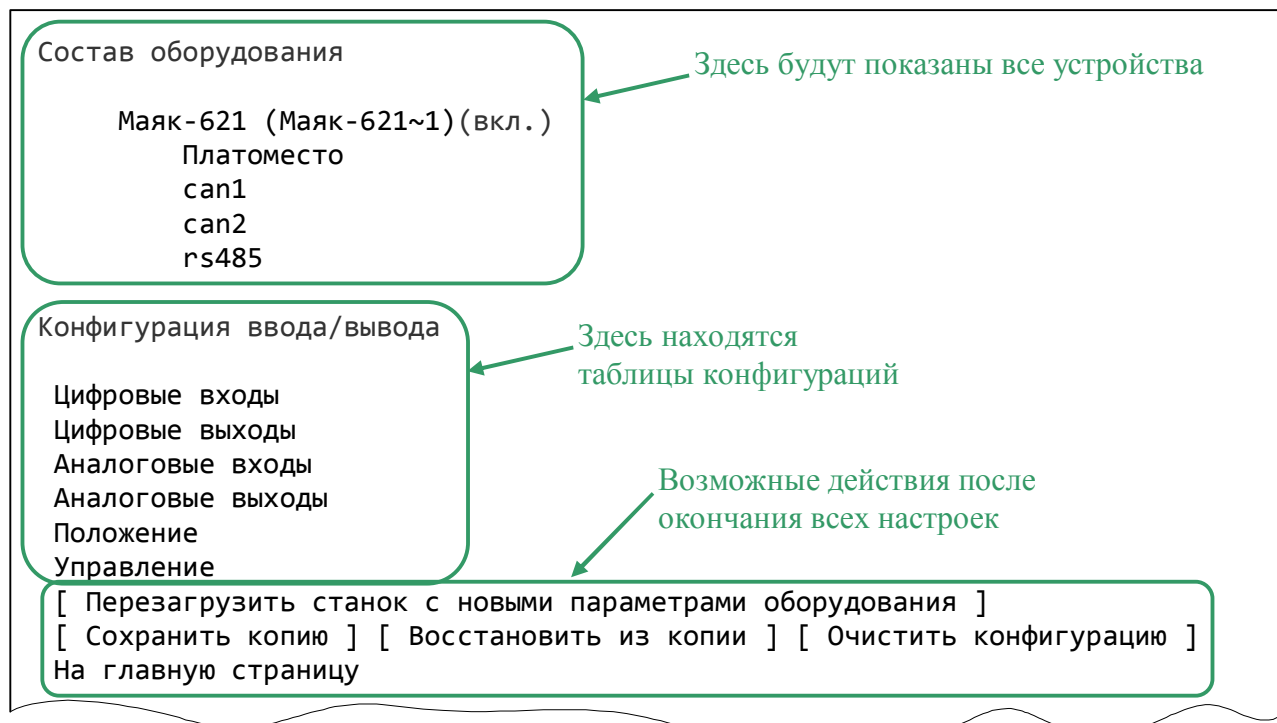 Состав оборудования
Здесь будут показаны все устройства
Маяк-621 (Маяк-621~1)(вкл.)
Платоместо
can1
can2
rs485
Конфигурация ввода/вывода
Здесь находятся
таблицы конфигураций
Цифровые входы
Цифровые выходы
Аналоговые входы
Аналоговые выходы
Положение
Управление
Возможные действия после
окончания всех настроек
[ Перезагрузить станок с новыми параметрами оборудования ]
[ Сохранить копию ] [ Восстановить из копии ] [ Очистить конфигурацию ]
На главную страницу